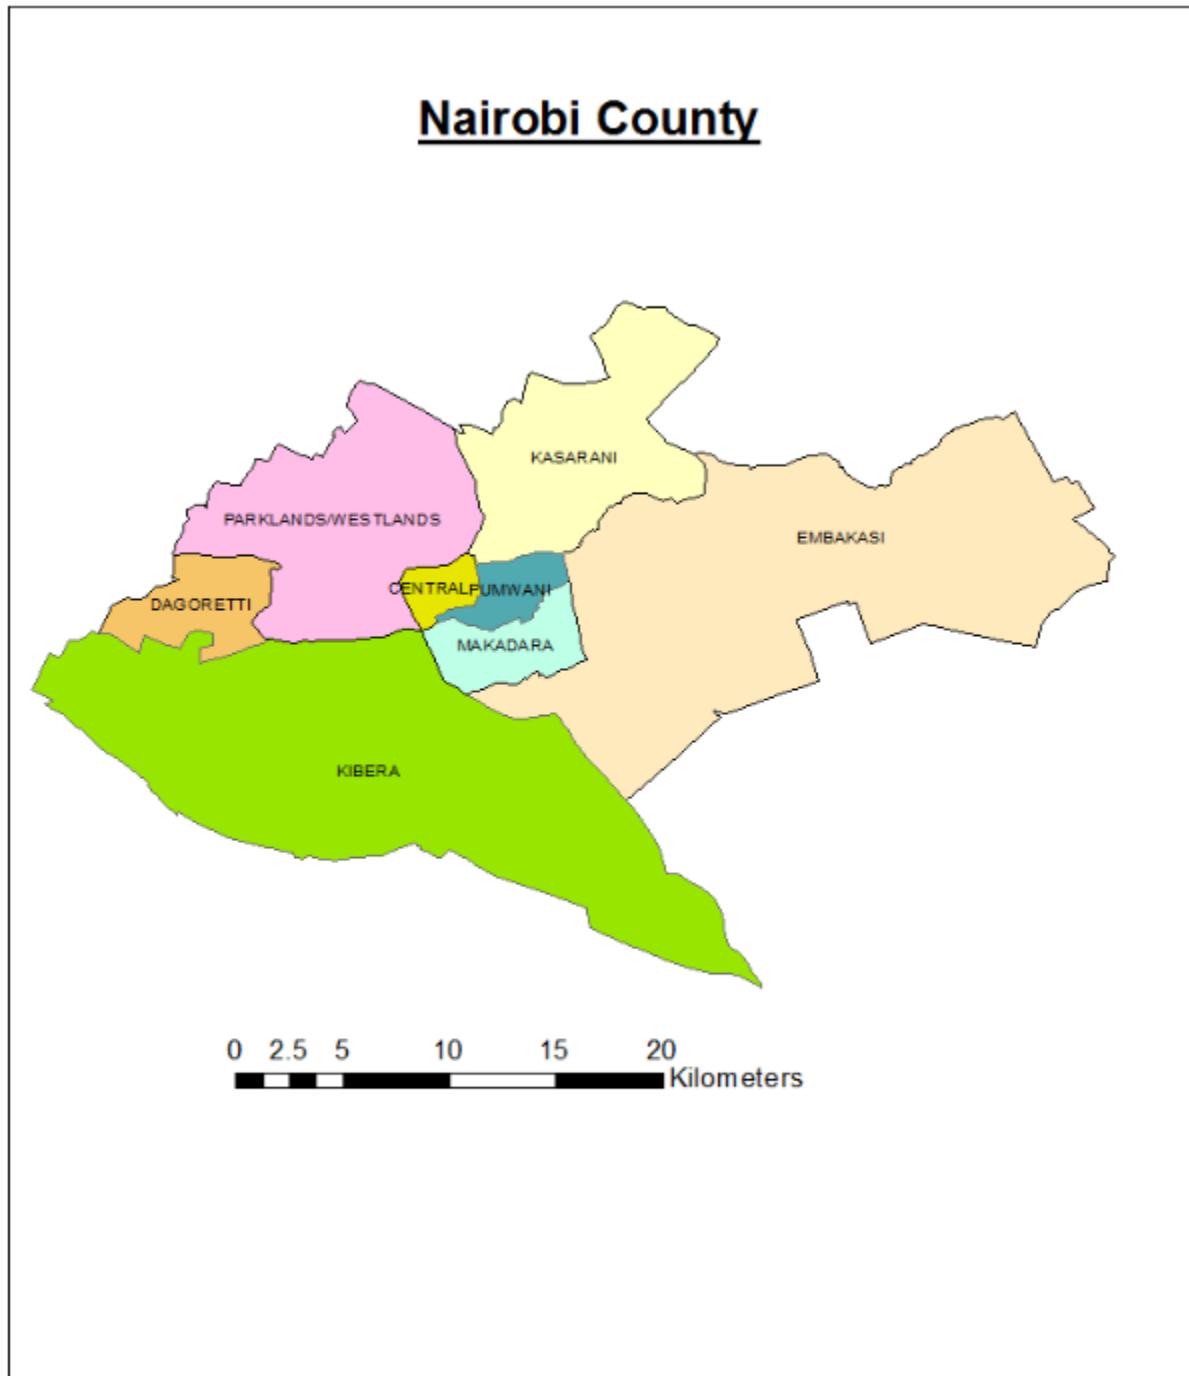 Nairobi County
KASARANI
PARKLANDS/WESTLANDS
EMBAKASI
CENTRAL
PUMWANI
DAGORETTI
MAKADARA
KIBERA
0 2.5 5 10 15 20
Kilometers